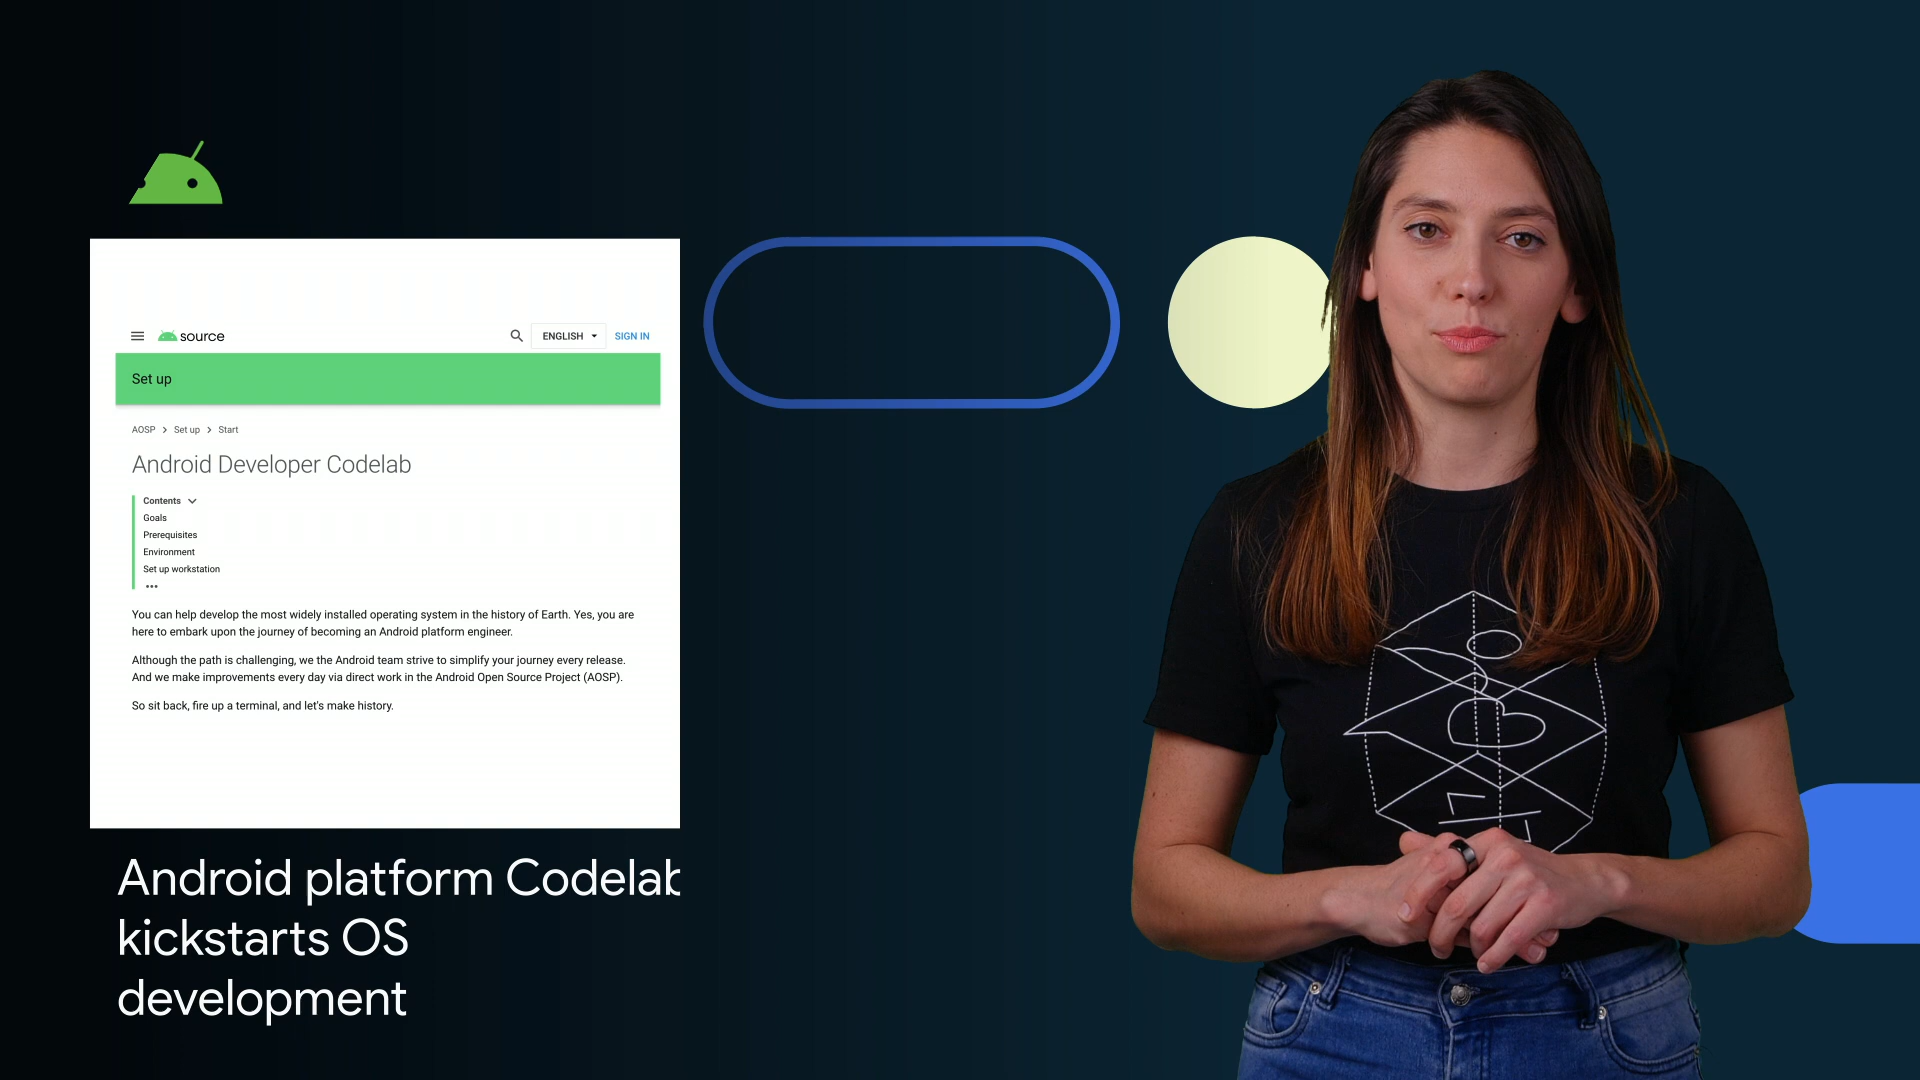 source
ENGLISH
SIGN IN
Set up
AOSP > Set up > Start
Android Developer Codelab
Contents
Goals
Prerequisites
Environment
Set up workstation
You can help develop the most widely installed operating system in the history of Earth. Yes, you are
here to embark upon the journey of becoming an Android platform engineer.
Although the path is challenging, we the Android team strive to simplify your journey every release.
And we make improvements every day via direct work in the Android Open Source Project (AOSP).
So sit back, fire up a terminal, and let's make history.
Android platform Codelab
kickstarts OS
development